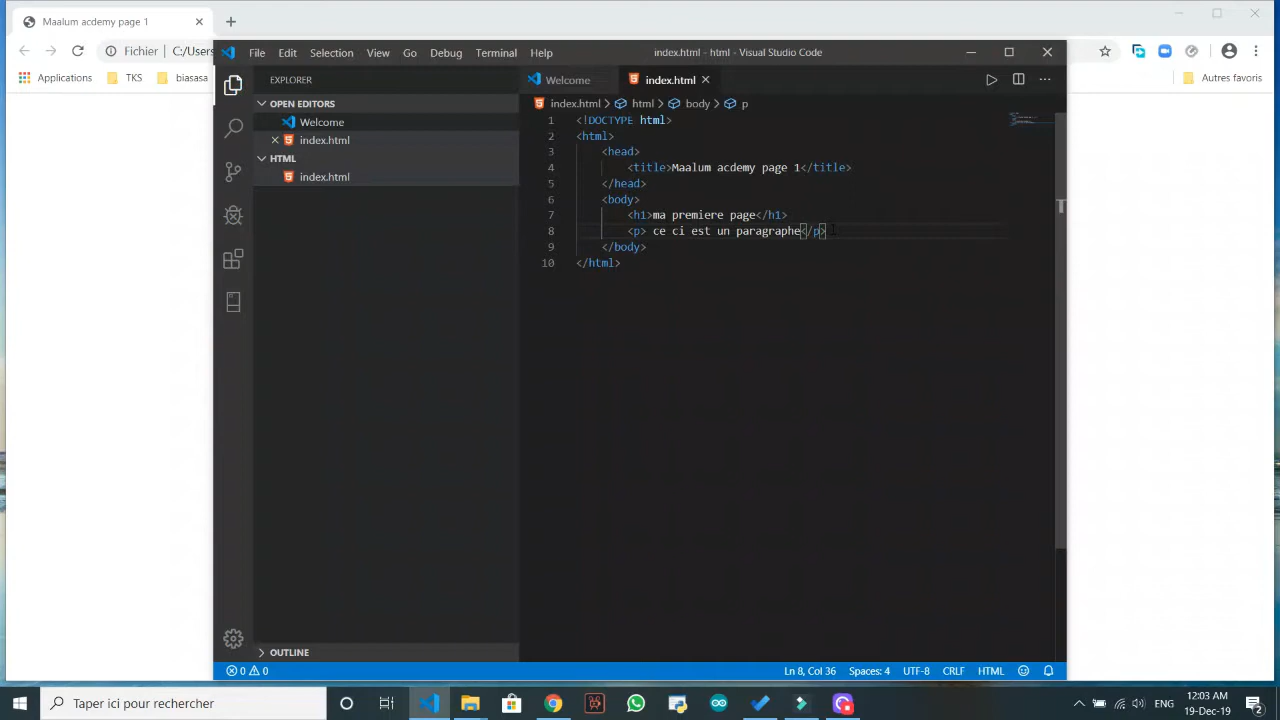 Maalum acdemy page 1
Fichier
C:/Users
Applications
TKS
biasasa
Autres favoris
File Edit Selection View Go Debug Terminal Help
index.html - html - Visual Studio Code
EXPLORER
OPEN EDITORS
Welcome
index.html
HTML
index.html
OUTLINE
Welcome
index.html
index.html html body p
1 <!DOCTYPE html>
2 <html>
3 <head>
4 <title>Maalum acdemy page 1</title>
5 </head>
6 <body>
7 <h1>ma premiere page</h1>
8 <p> ce ci est un paragraphe</p>
9 </body>
10 </html>
T
0 0
Ln 8, Col 36 Spaces: 4 UTF-8 CRLF HTML
Taper ici pour rechercher
ENG
12:03 AM
19-Dec-19
2